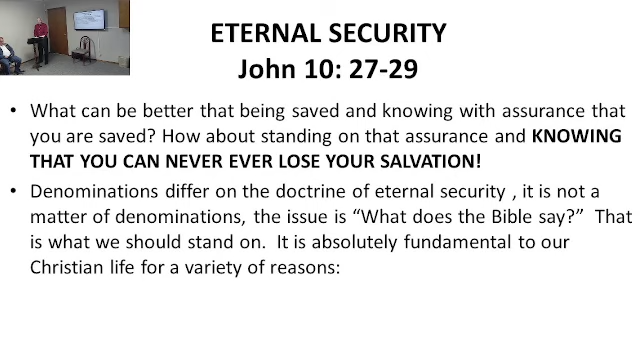 ETERNAL SECURITY
John 10: 27-29
• What can be better that being saved and knowing with assurance that
you are saved? How about standing on that assurance and KNOWING
THAT YOU CAN NEVER EVER LOSE YOUR SALVATION!
• Denominations differ on the doctrine of eternal security , it is not a
matter of denominations, the issue is “What does the Bible say?” That
is what we should stand on. It is absolutely fundamental to our
Christian life for a variety of reasons: